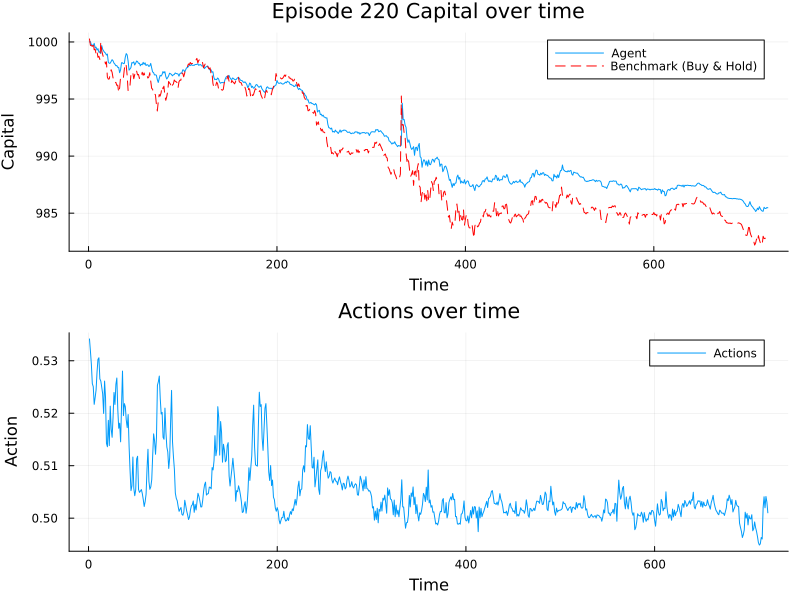 Episode 220 Capital over time
Capital
1000
995
990
985
Agent
Benchmark (Buy & Hold)
0
200
400
600
Time
Actions over time
Action
0.53
0.52
0.51
0.50
Actions
0
200
400
600
Time